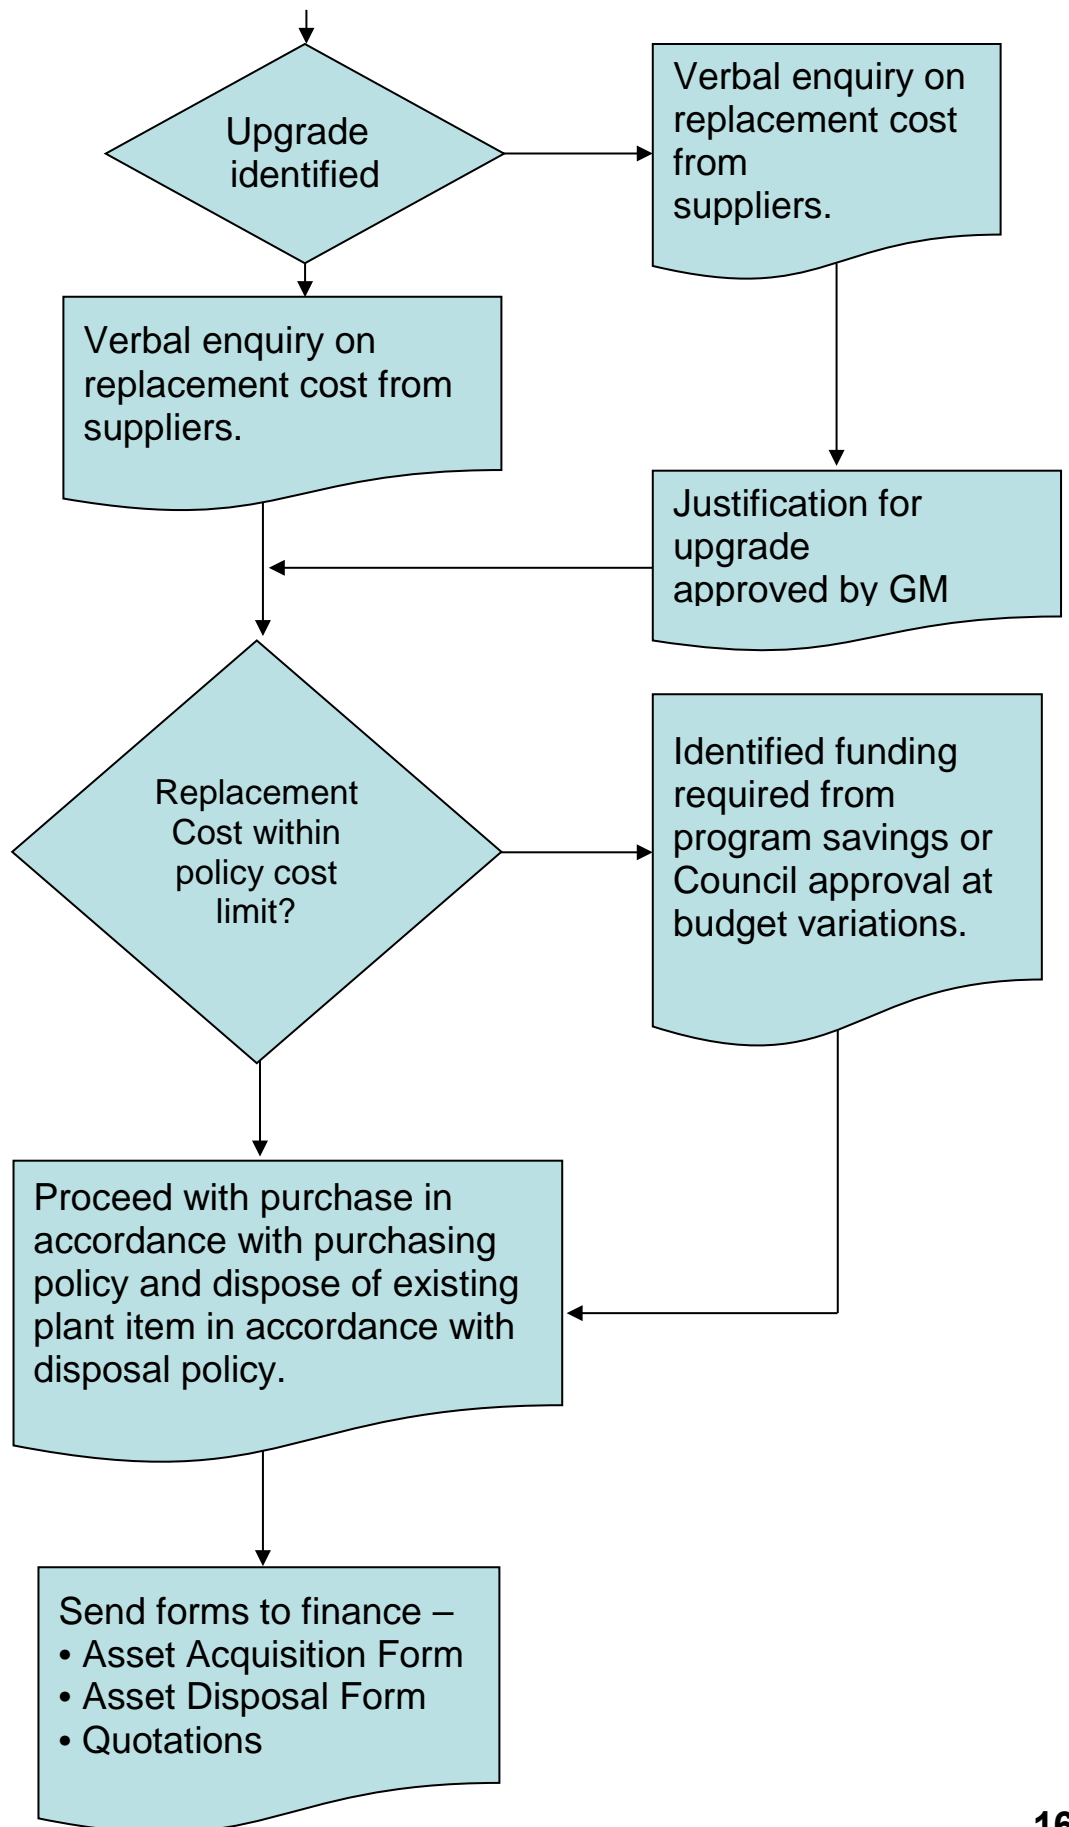 Upgrade
identified
Verbal enquiry on
replacement cost
from
suppliers.
Verbal enquiry on
replacement cost from
suppliers.
Justification for
upgrade
approved by GM
Replacement
Cost within
policy cost
limit?
Identified funding
required from
program savings or
Council approval at
budget variations.
Proceed with purchase in
accordance with purchasing
policy and dispose of existing
plant item in accordance with
disposal policy.
Send forms to finance –
• Asset Acquisition Form
• Asset Disposal Form
• Quotations
16